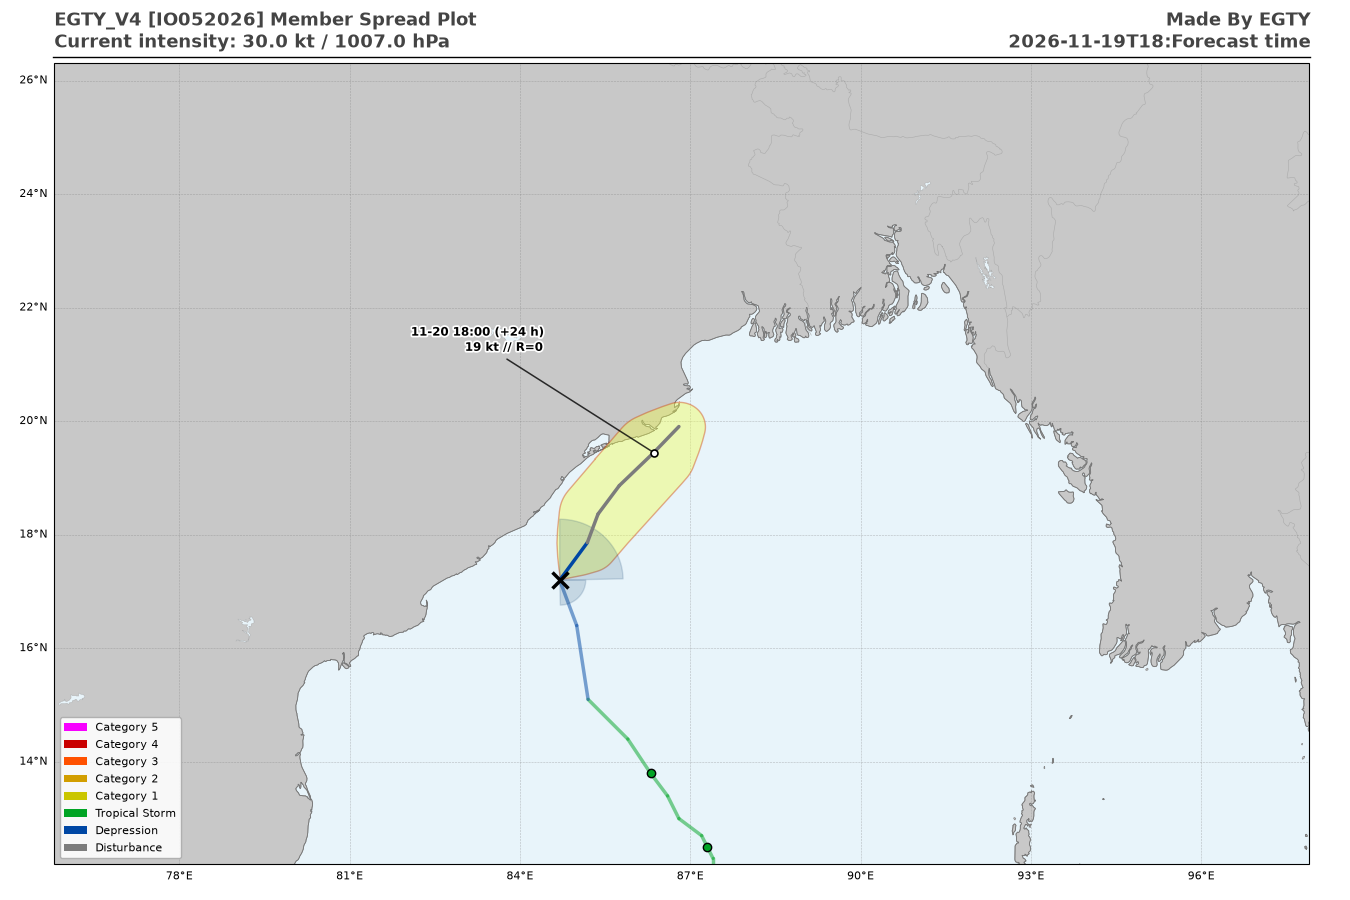 EGTY_V4 [IO052026] Member Spread Plot
Made By EGTY
Current intensity: 30.0 kt / 1007.0 hPa
2026-11-19T18:Forecast time
26°N
24°N
22°N
20°N
18°N
16°N
14°N
11-20 18:00 (+24 h)
19 kt // R=0
Category 5
Category 4
Category 3
Category 2
Category 1
Tropical Storm
Depression
Disturbance
78°E
81°E
84°E
87°E
90°E
93°E
96°E